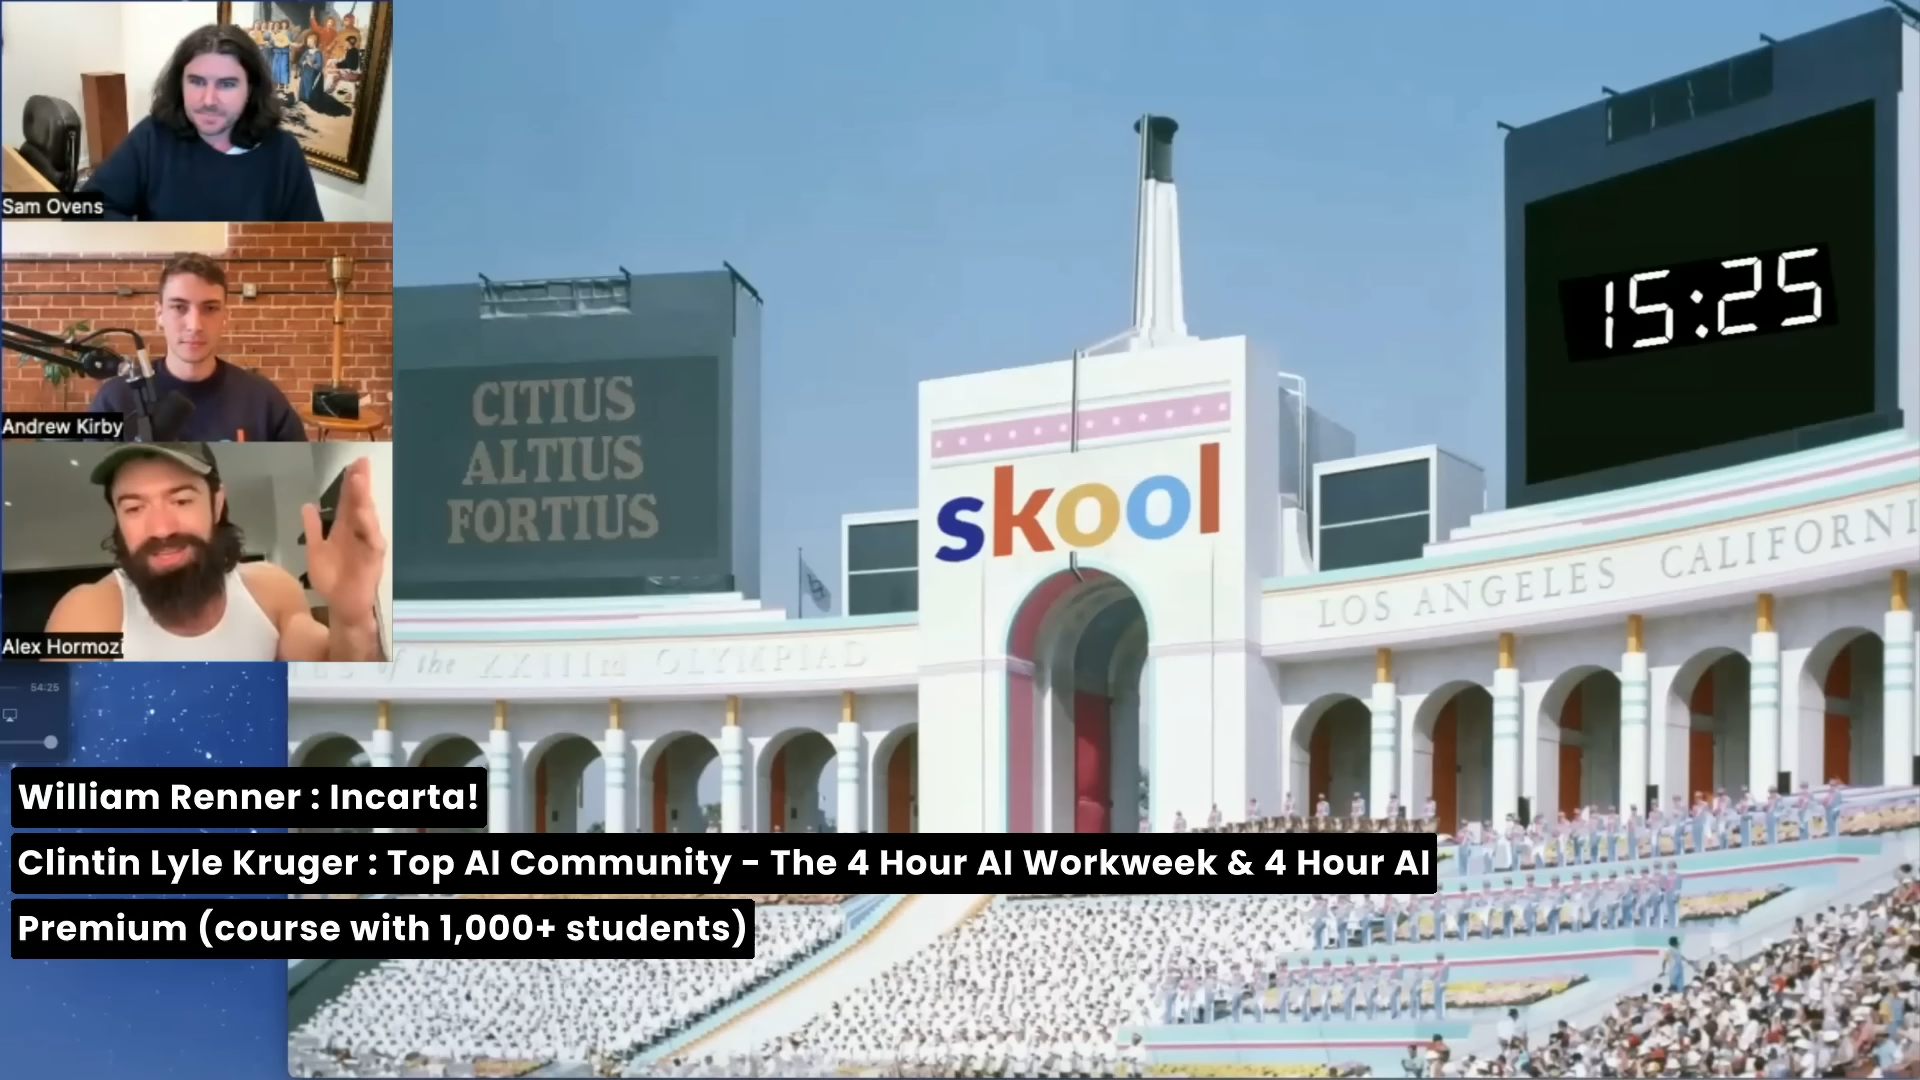 Sam Ovens
Andrew Kirby
Alex Hormozi
54:25
CITIUS
ALTIUS
FORTIUS
skool
15:25
of the XXIIIrd OLYMPIAD
LOS ANGELES CALIFORNI
William Renner : Incarta!
Clintin Lyle Kruger : Top AI Community - The 4 Hour AI Workweek & 4 Hour AI
Premium (course with 1,000+ students)